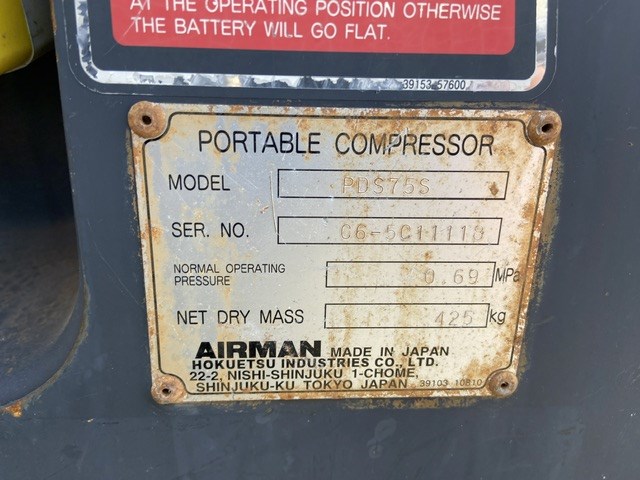 AT THE OPERATING POSITION OTHERWISE
THE BATTERY WILL GO FLAT.
39153 57600
PORTABLE COMPRESSOR
MODEL PDS75S
SER. NO.
NORMAL OPERATING
PRESSURE 0.69 MPa
NET DRY MASS 425 kg
AIRMAN MADE IN JAPAN
HOKUETSU INDUSTRIES CO., LTD.
22-2, NISHI-SHINJUKU 1-CHOME,
SHINJUKU-KU TOKYO JAPAN 39103 10810